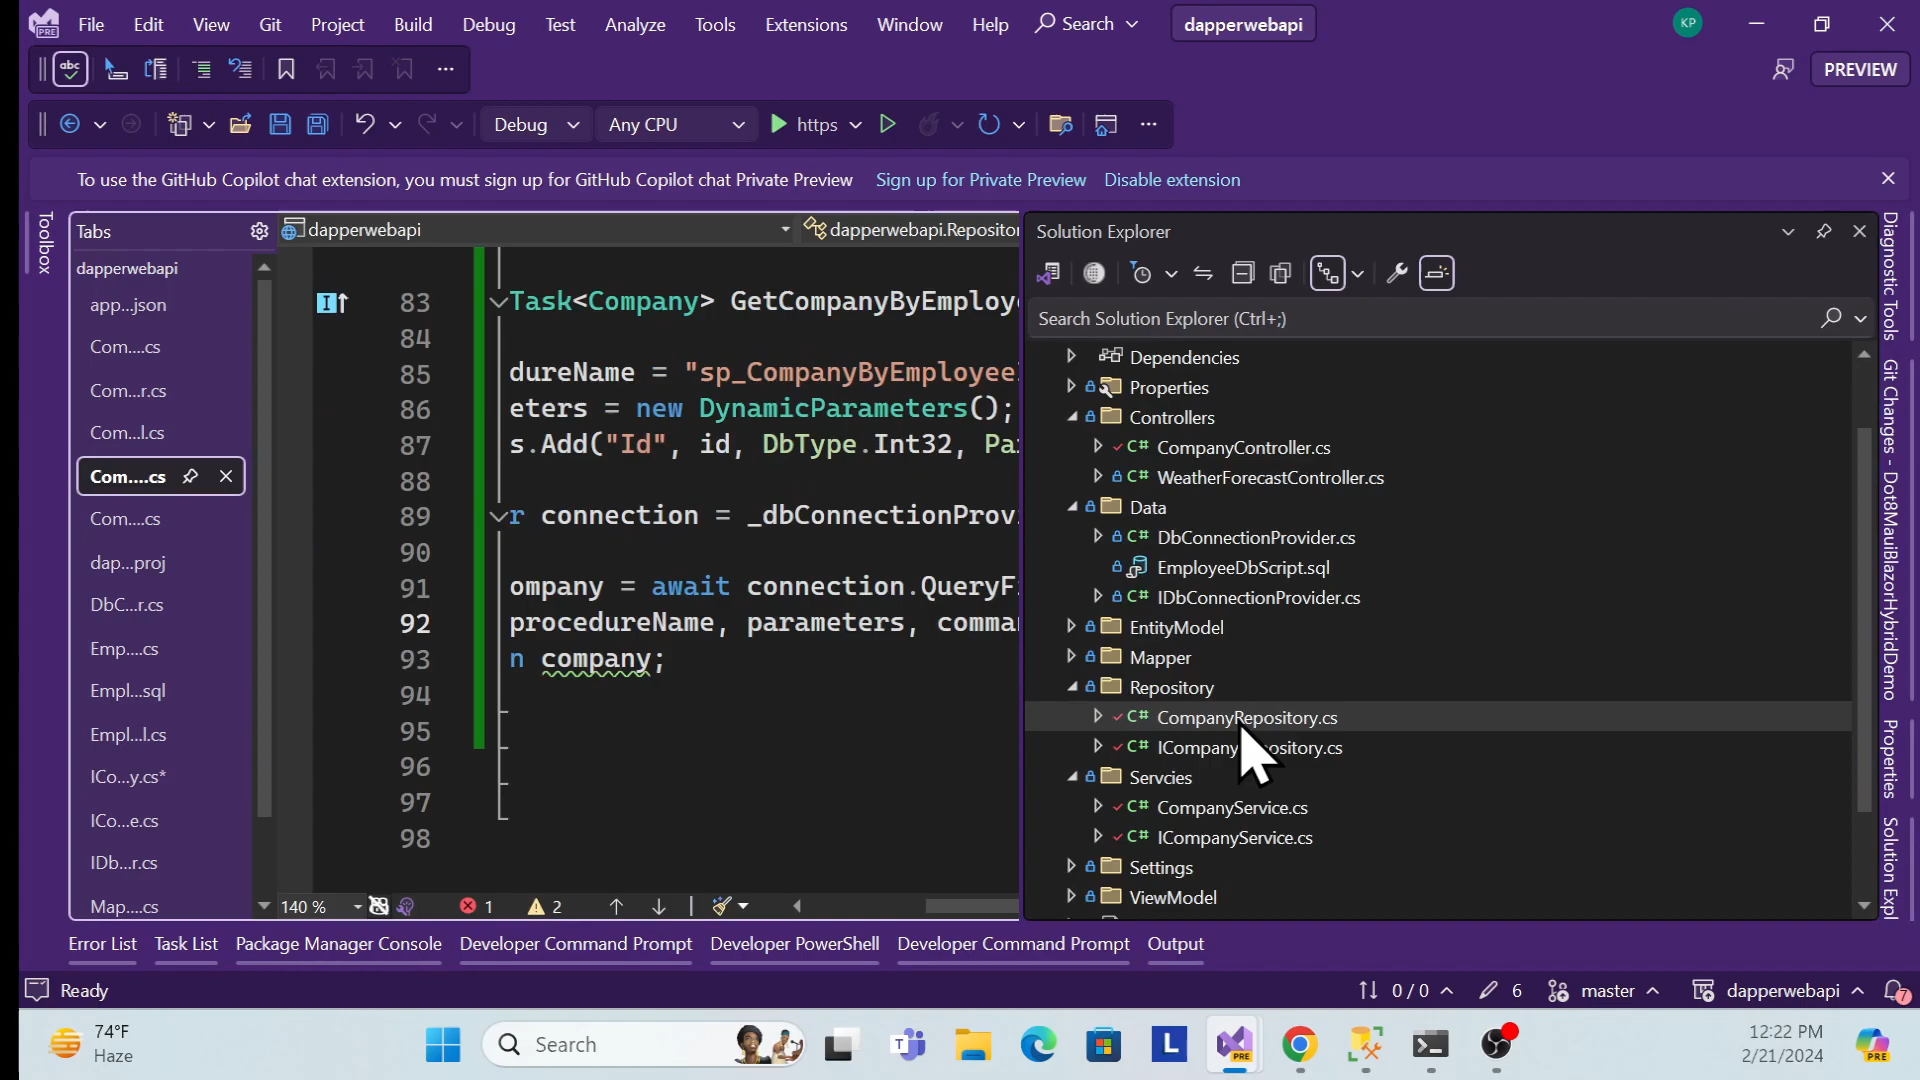 File Edit View Git Project Build Debug Test Analyze Tools Extensions Window Help Search dapperwebapi KP
abc PREVIEW
Debug Any CPU https
To use the GitHub Copilot chat extension, you must sign up for GitHub Copilot chat Private Preview Sign up for Private Preview Disable extension
Toolbox
Tabs
dapperwebapi
app...json
Com....cs
Com...r.cs
Com...l.cs
Com....cs
Com....cs
dap...proj
DbC...r.cs
Emp....cs
Empl...sql
Empl...l.cs
ICo...y.cs*
ICo...e.cs
IDb...r.cs
Map....cs
dapperwebapi dapperwebapi.Repositor
83 Task<Company> GetCompanyByEmploye
84
85 dureName = "sp_CompanyByEmployee
86 eters = new DynamicParameters();
87 s.Add("Id", id, DbType.Int32, Pa
88
89 r connection = _dbConnectionProv
90
91 ompany = await connection.QueryF
92 procedureName, parameters, comma
93 n company;
94
95
96
97
98
140 % 1 2
Solution Explorer
Search Solution Explorer (Ctrl+;)
Dependencies
Properties
Controllers
C# CompanyController.cs
C# WeatherForecastController.cs
Data
C# DbConnectionProvider.cs
EmployeeDbScript.sql
C# IDbConnectionProvider.cs
EntityModel
Mapper
Repository
C# CompanyRepository.cs
C# ICompany ository.cs
Servcies
C# CompanyService.cs
C# ICompanyService.cs
Settings
ViewModel
Diagnostic Tools
Git Changes - Dot8MauiBlazorHybridDemo
Properties
Solution Expl
Error List Task List Package Manager Console Developer Command Prompt Developer PowerShell Developer Command Prompt Output
Ready 0 / 0 6 master dapperwebapi 7
74°F
Haze
Search
T L PRE
12:22 PM
2/21/2024
PRE